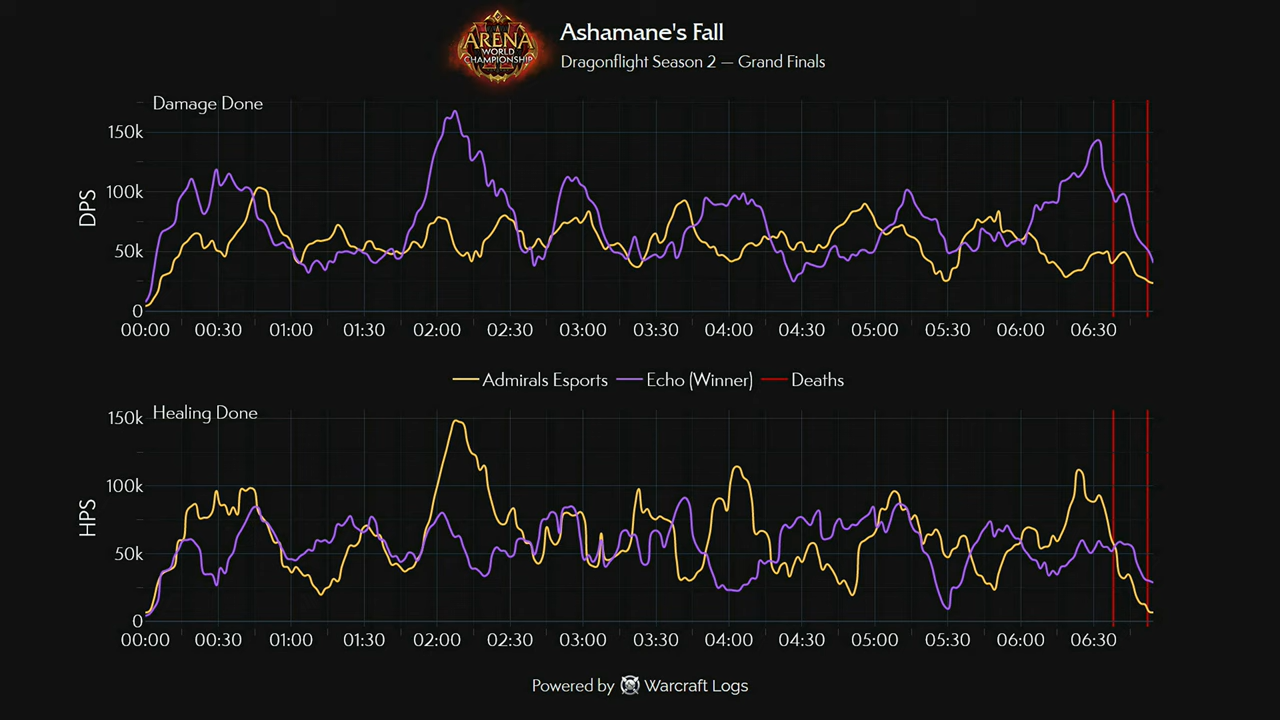 ARENA
WORLD
CHAMPIONSHIP
Ashamane's Fall
Dragonflight Season 2 — Grand Finals
Damage Done
150k
100k
50k
0
DPS
00:00 00:30 01:00 01:30 02:00 02:30 03:00 03:30 04:00 04:30 05:00 05:30 06:00 06:30
Admirals Esports Echo (Winner) Deaths
Healing Done
150k
100k
50k
0
HPS
00:00 00:30 01:00 01:30 02:00 02:30 03:00 03:30 04:00 04:30 05:00 05:30 06:00 06:30
Powered by Warcraft Logs